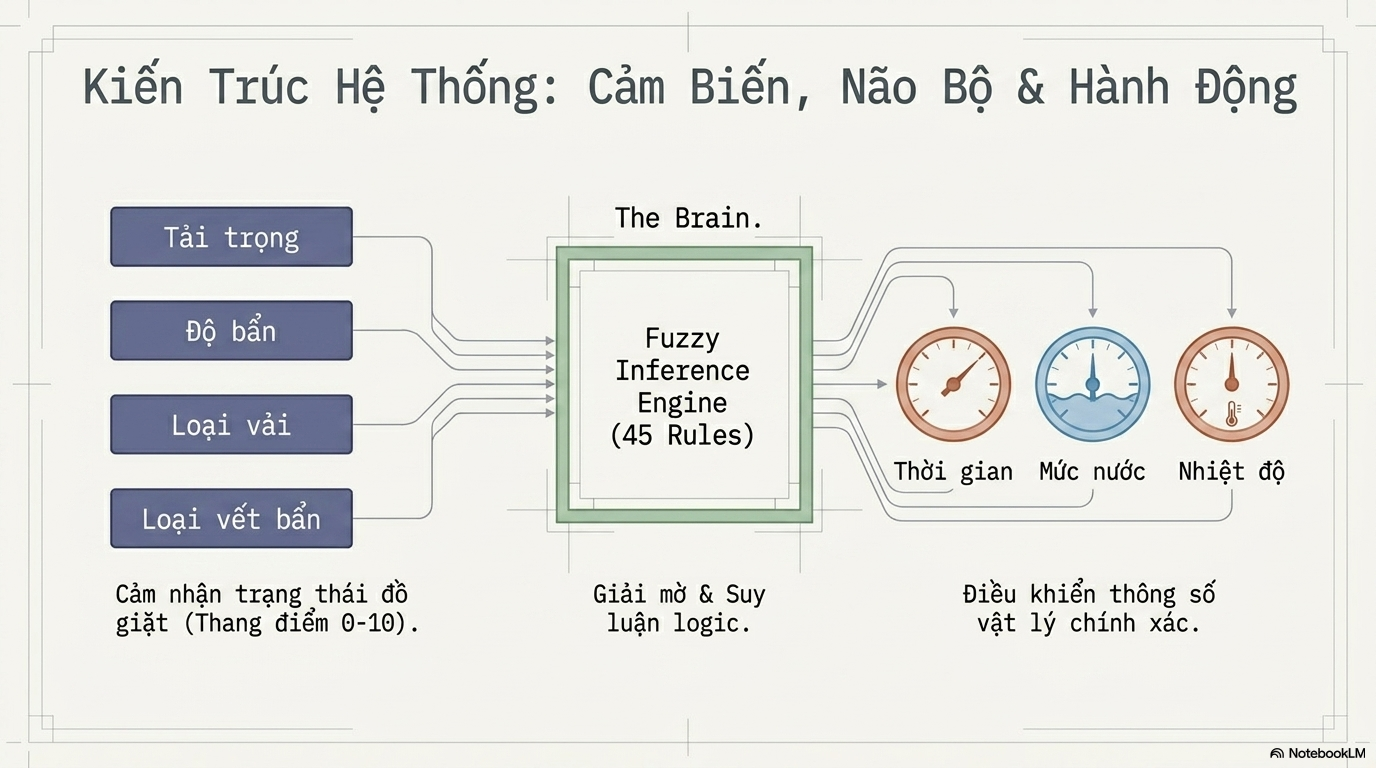 Kiến Trúc Hệ Thống: Cảm Biến, Não Bộ & Hành Động
Tải trọng
Độ bẩn
Loại vải
Loại vết bẩn
Cảm nhận trạng thái đồ
giặt (Thang điểm 0-10).
The Brain.
Fuzzy
Inference
Engine
(45 Rules)
Giải mờ & Suy
luận logic.
Thời gian
Mức nước
Nhiệt độ
Điều khiển thông số
vật lý chính xác.
NotebookLM